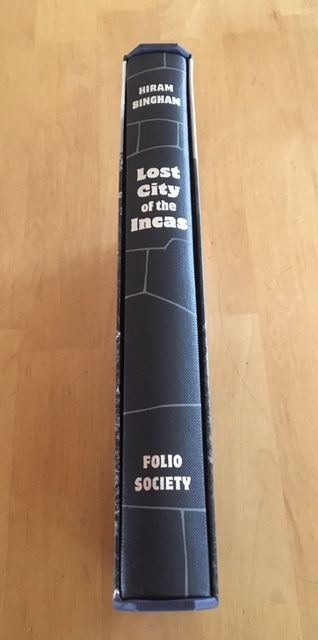 HIRAM
BINGHAM
Lost
City
of the
Incas
FOLIO
SOCIETY